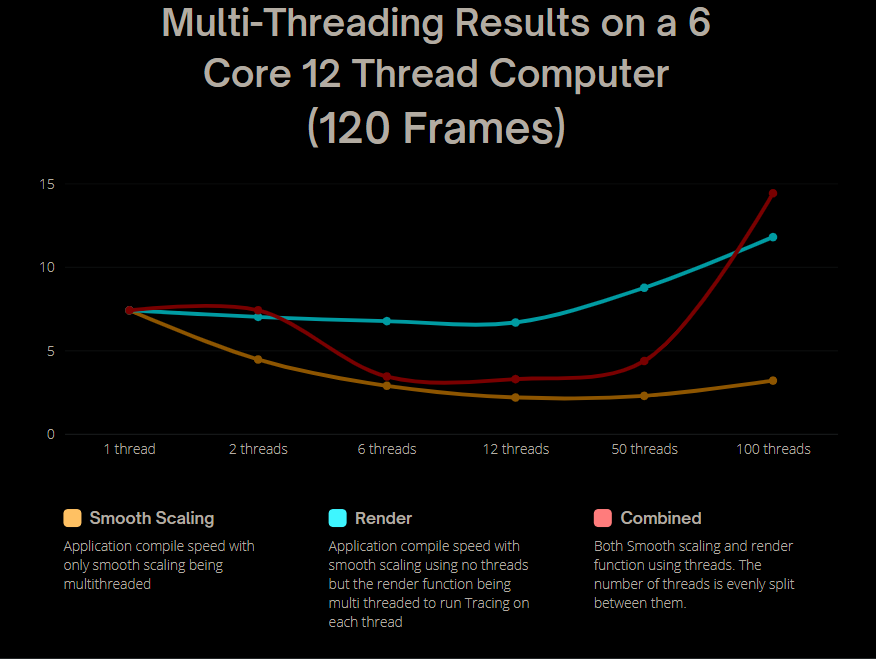 Multi-Threading Results on a 6
Core 12 Thread Computer
(120 Frames)
15
10
5
0
1 thread 2 threads 6 threads 12 threads 50 threads 100 threads
Smooth Scaling
Application compile speed with
only smooth scaling being
multithreaded
Render
Application compile speed with
smooth scaling using no threads
but the render function being
multi threaded to run Tracing on
each thread
Combined
Both Smooth scaling and render
function using threads. The
number of threads is evenly split
between them.